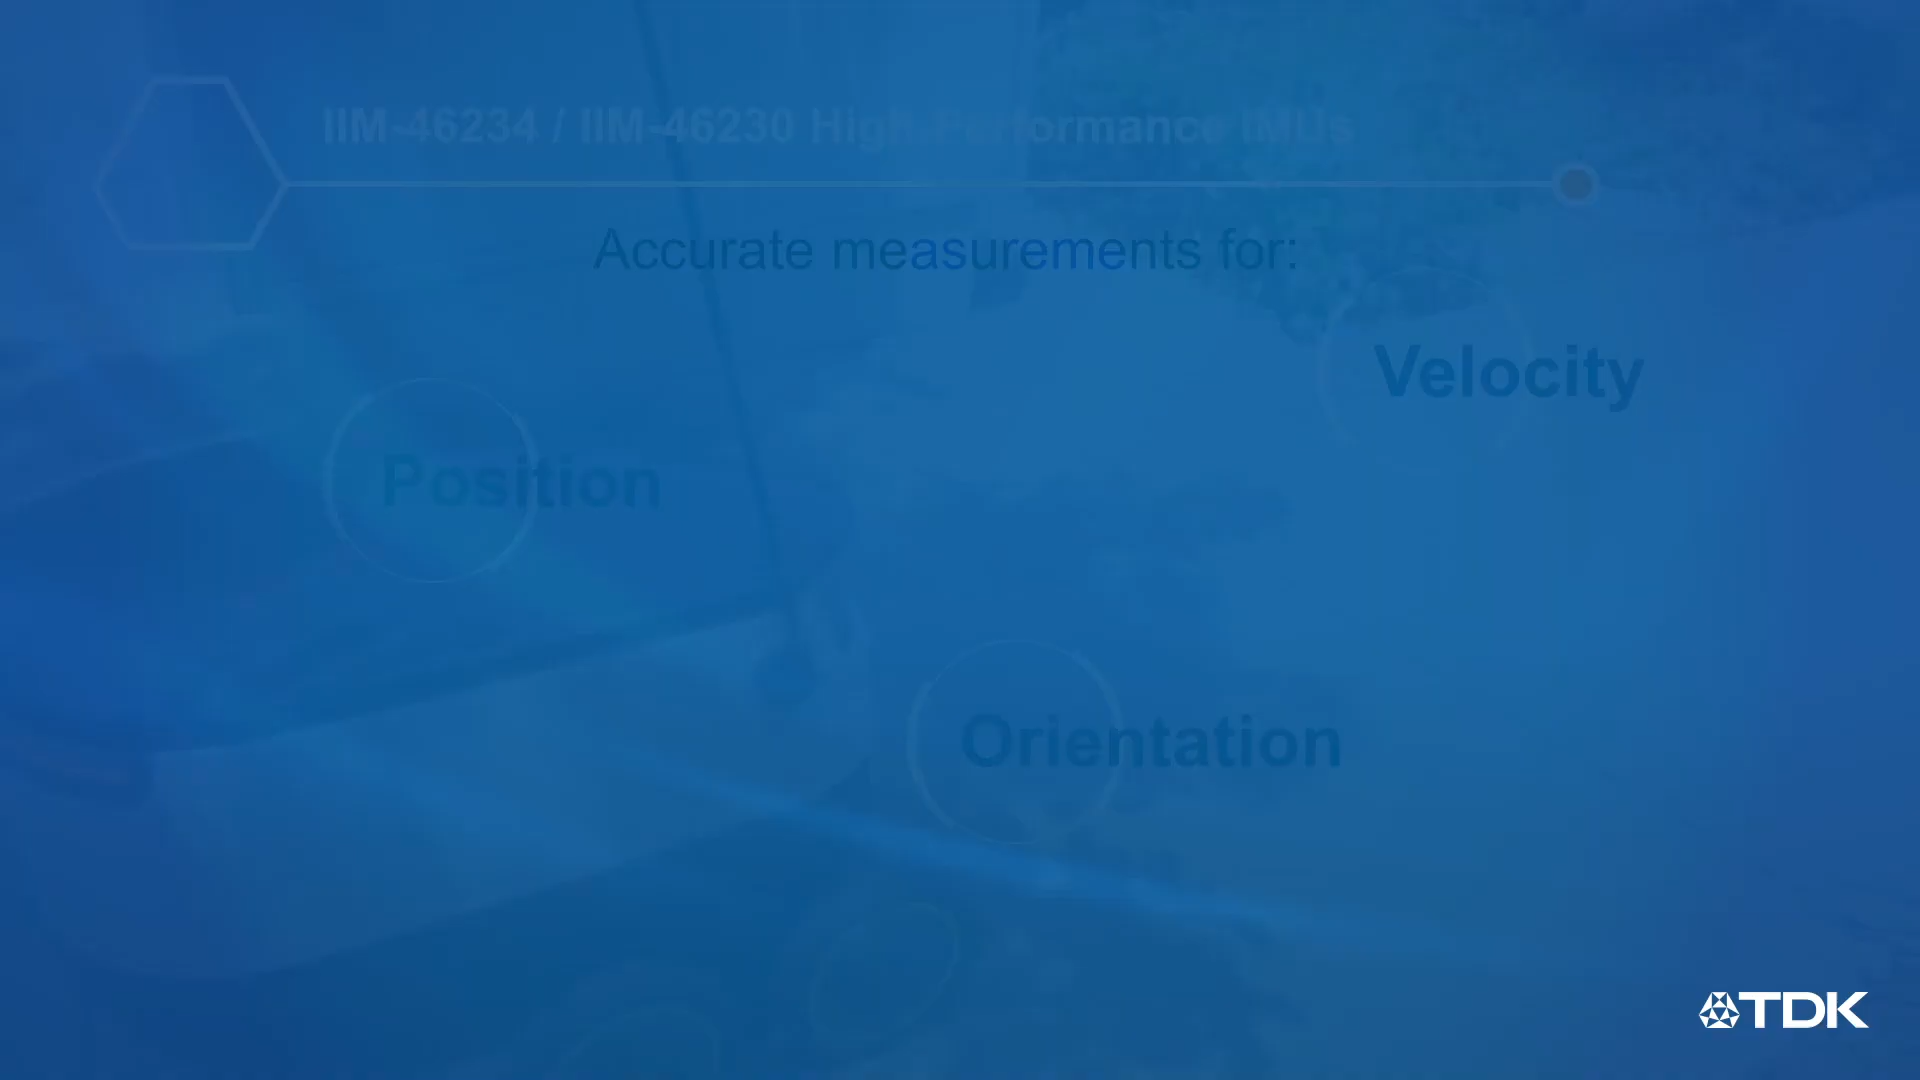 IIM-46234 / IIM-46230 High Performance IMUs
Accurate measurements for:
Velocity
Position
Orientation
TDK